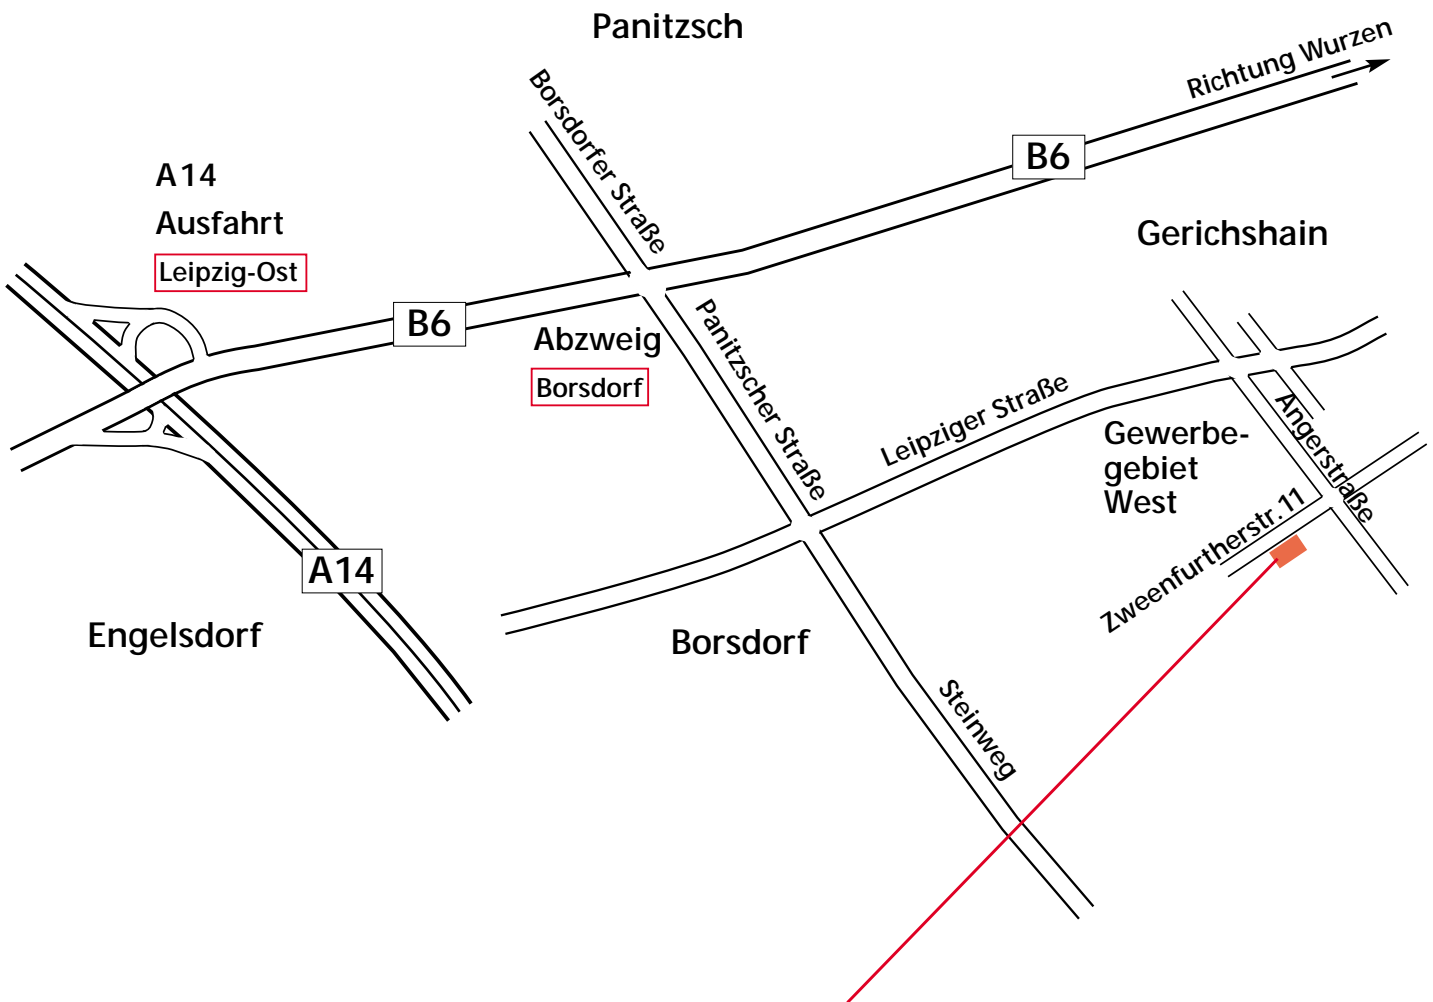 Panitzsch
Richtung Wurzen
Borsdorfer Straße
B6
A14
Ausfahrt
Leipzig-Ost
Gerichshain
B6
Abzweig
Borsdorf
Panitzscher Straße
Leipziger Straße
Gewerbe-
gebiet
West
Angerstraße
Zweenfurtherstr.11
A14
Engelsdorf
Borsdorf
Steinweg